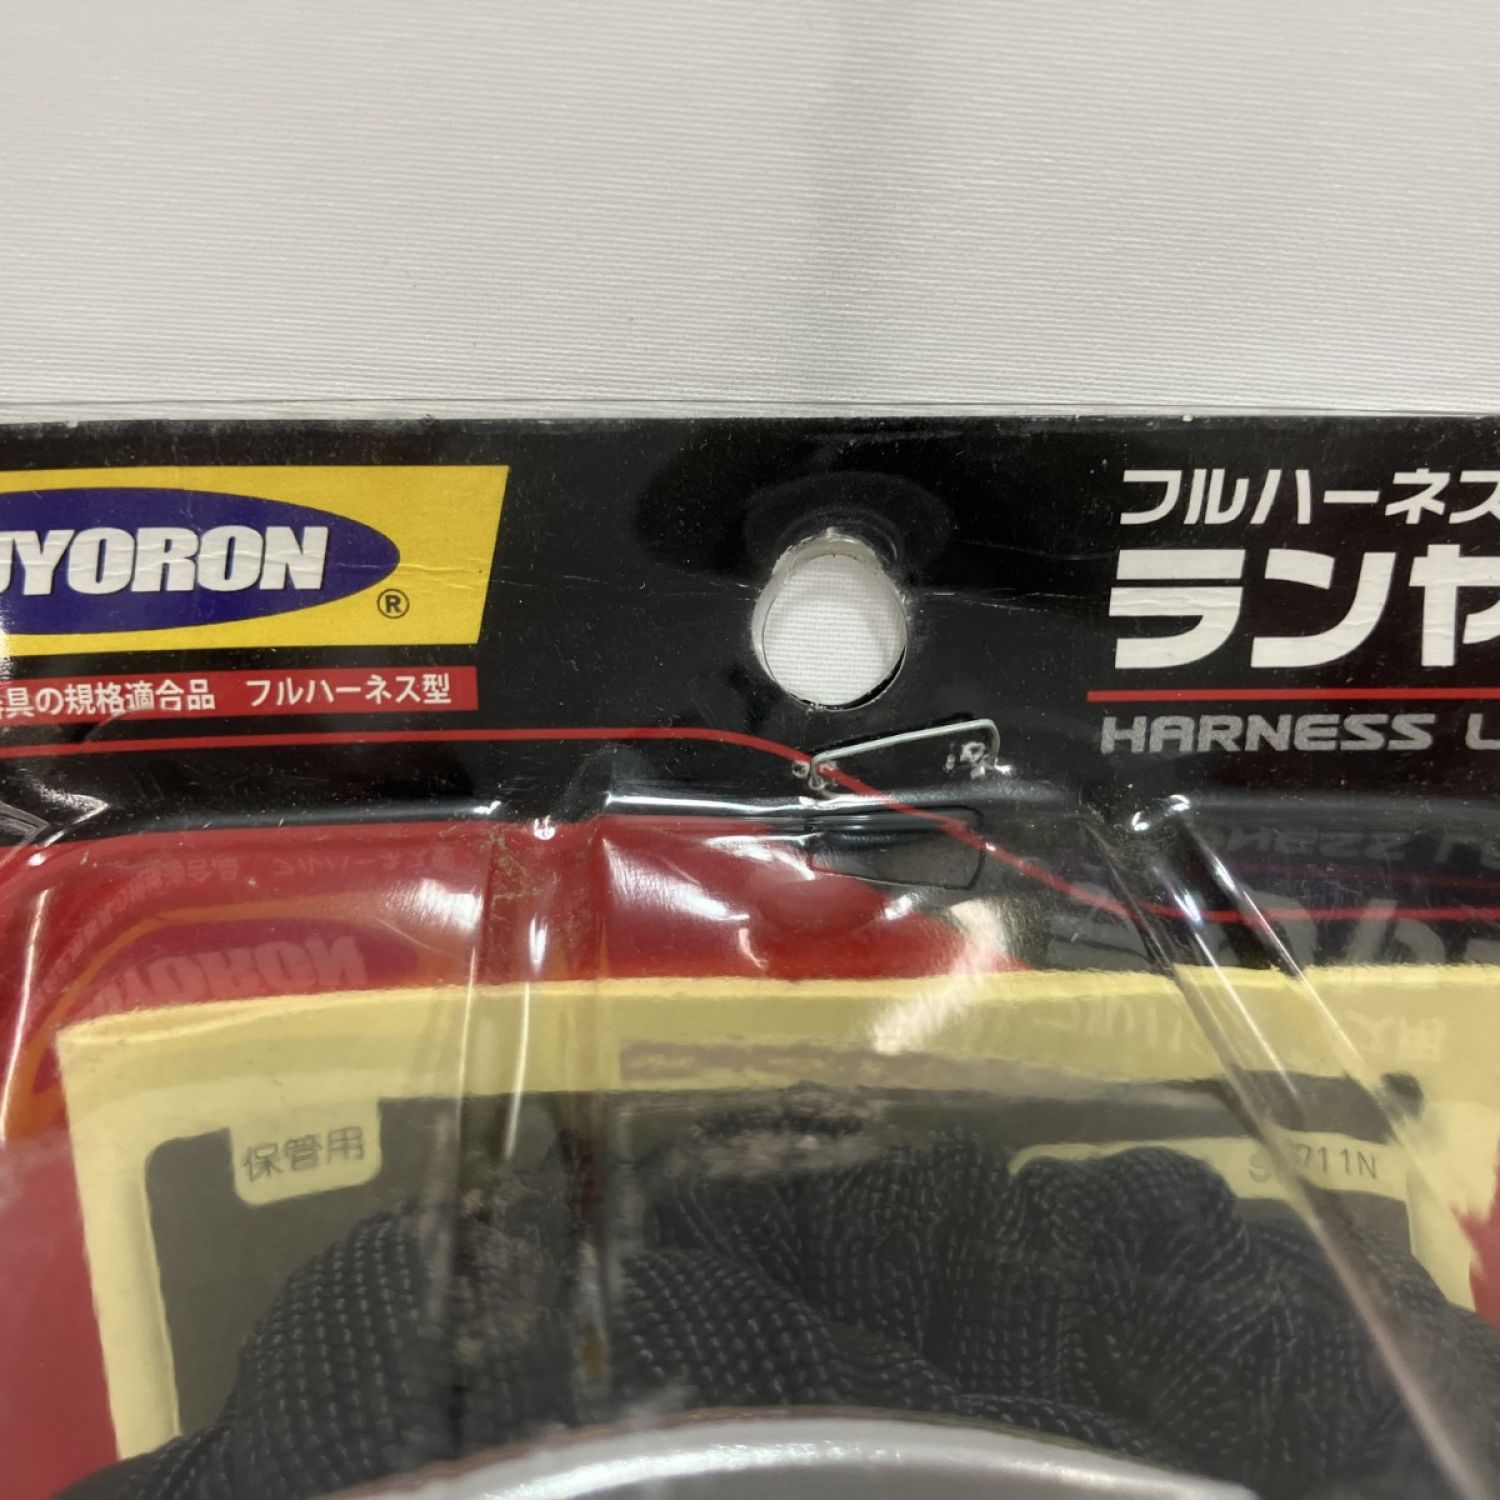 UYORON
®
具の規格適合品 フルハーネス型
フルハーネス
ランヤ
HARNESS L
保管用
711N